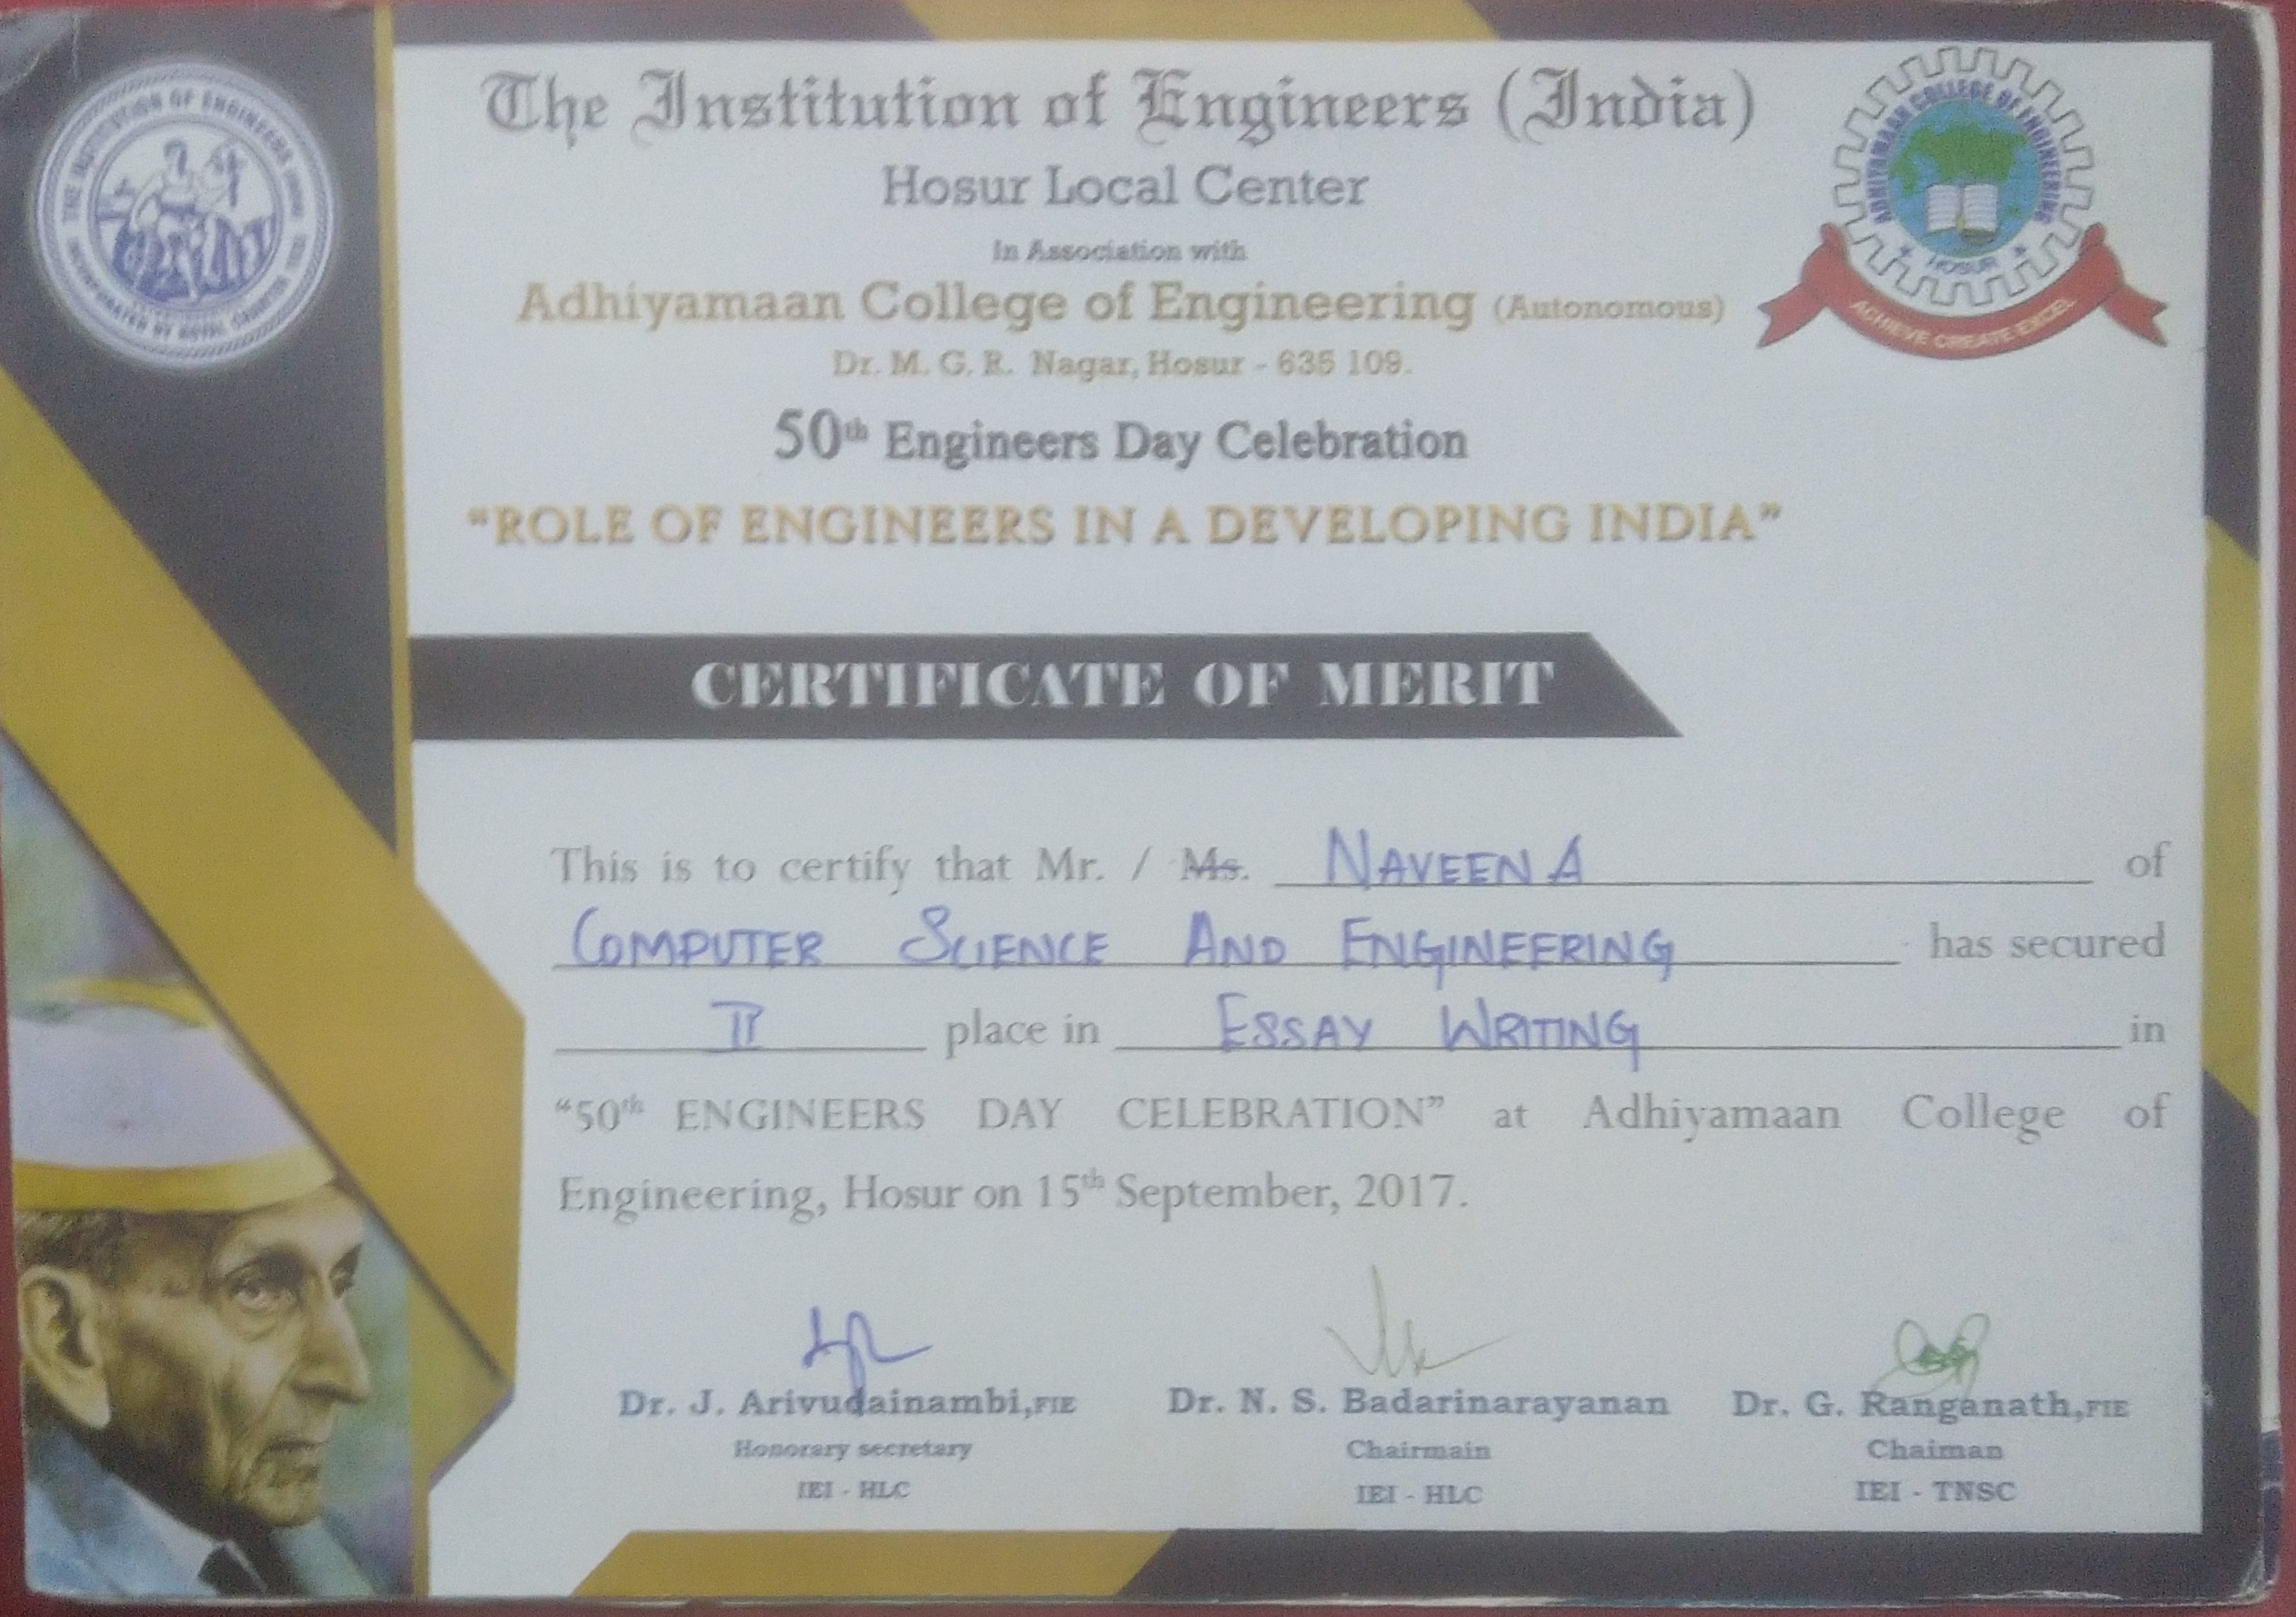 The Institution of Engineers (India)
Hosur Local Center
In Association with
Adhiyamaan College of Engineering (Autonomous)
Dr. M. G. R. Nagar, Hosur - 635 109.
50th Engineers Day Celebration
“ROLE OF ENGINEERS IN A DEVELOPING INDIA”
THE INSTITUTION OF ENGINEERS
INCORPORATED BY ROYAL CHARTER
ADHIYAMAAN COLLEGE OF ENGINEERING
HOSUR
ACHIEVE CREATE EXCEL
CERTIFICATE OF MERIT
This is to certify that Mr. / Ms. NAVEEN A of
COMPUTER SCIENCE AND ENGINEERING has secured
II place in ESSAY WRITING in
“50th ENGINEERS DAY CELEBRATION” at Adhiyamaan College of
Engineering, Hosur on 15th September, 2017.
Dr. J. Arivudainambi,FIE
Honorary secretary
IEI - HLC
Dr. N. S. Badarinarayanan
Chairmain
IEI - HLC
Dr. G. Ranganath,FIE
Chaiman
IEI - TNSC